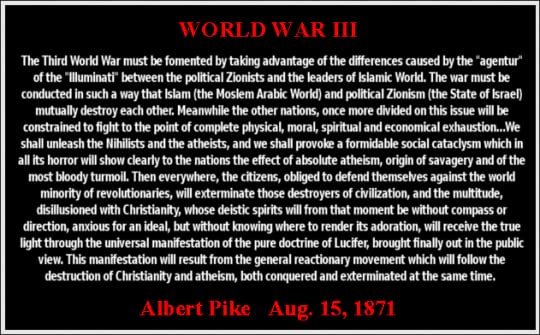 WORLD WAR III
The Third World War must be fomented by taking advantage of the differences caused by the "agentur"
of the "Illuminati" between the political Zionists and the leaders of Islamic World. The war must be
conducted in such a way that Islam (the Moslem Arabic World) and political Zionism (the State of Israel)
mutually destroy each other. Meanwhile the other nations, once more divided on this issue will be
constrained to fight to the point of complete physical, moral, spiritual and economical exhaustion...We
shall unleash the Nihilists and the atheists, and we shall provoke a formidable social cataclysm which in
all its horror will show clearly to the nations the effect of absolute atheism, origin of savagery and of the
most bloody turmoil. Then everywhere, the citizens, obliged to defend themselves against the world
minority of revolutionaries, will exterminate those destroyers of civilization, and the multitude,
disillusioned with Christianity, whose deistic spirits will from that moment be without compass or
direction, anxious for an ideal, but without knowing where to render its adoration, will receive the true
light through the universal manifestation of the pure doctrine of Lucifer, brought finally out in the public
view. This manifestation will result from the general reactionary movement which will follow the
destruction of Christianity and atheism, both conquered and exterminated at the same time.
Albert Pike Aug. 15, 1871